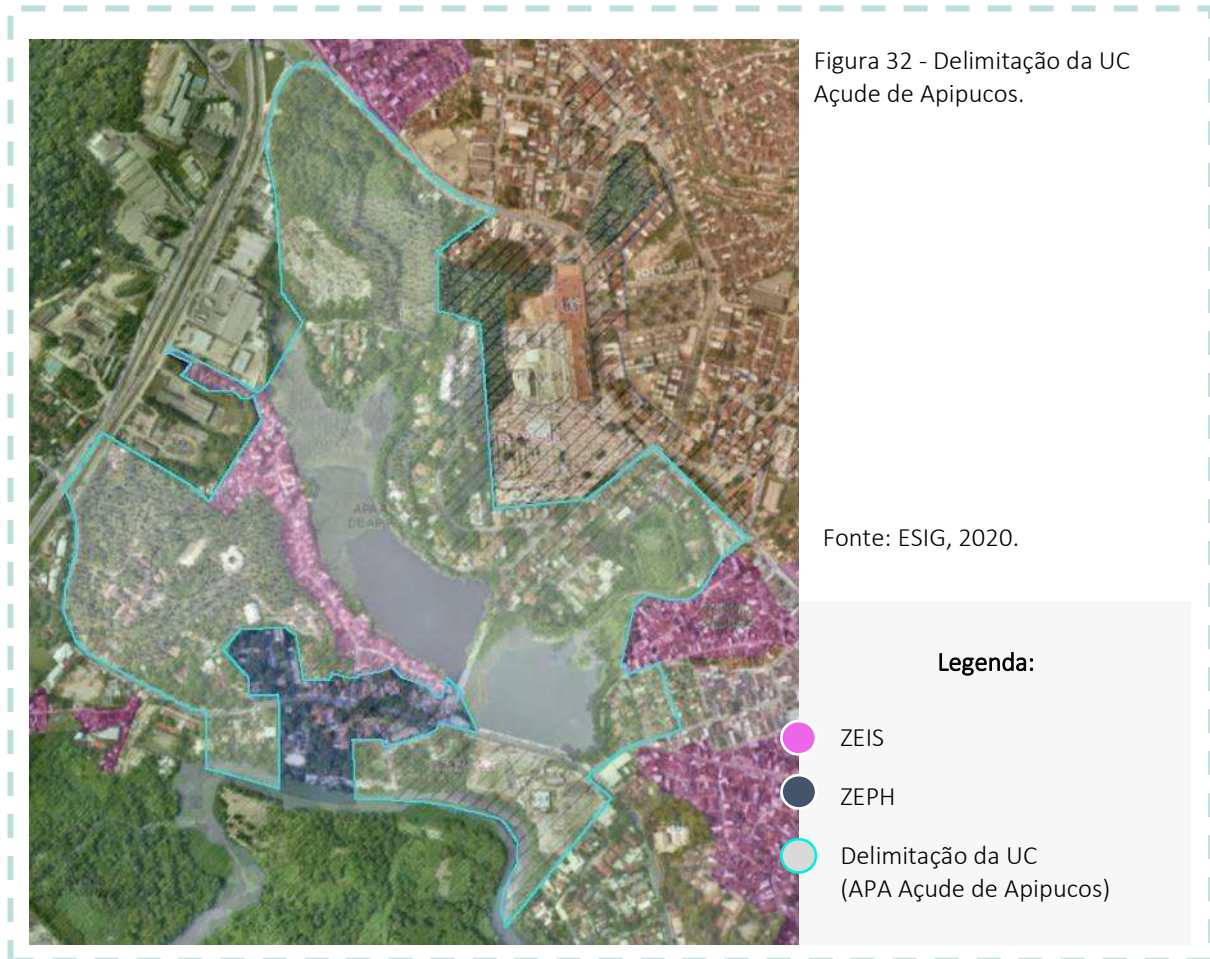 Figura 32 - Delimitação da UC
Açude de Apipucos.
Fonte: ESIG, 2020.
Legenda:
ZEIS
ZEPH
Delimitação da UC
(APA Açude de Apipucos)